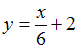 y = x/6 + 2